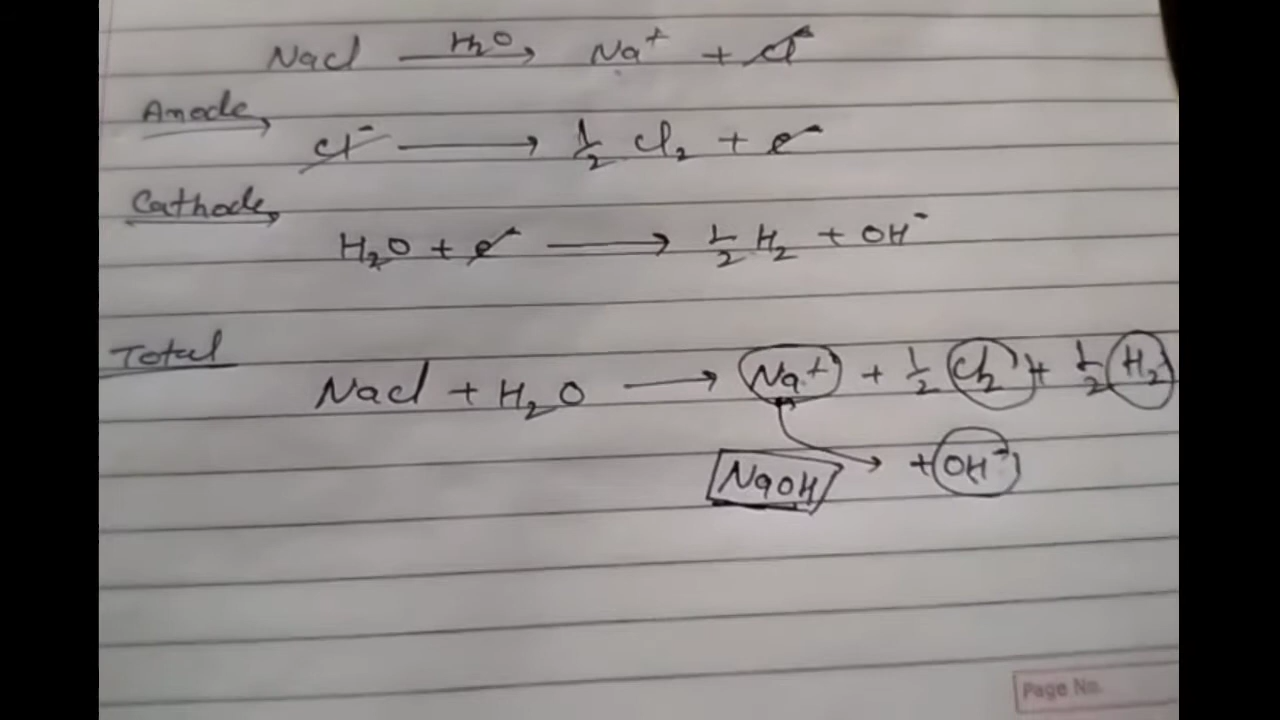 Nacl —H₂O→ Na⁺ + Cl⁻
Anode,
Cl⁻ ⟶ 1/2 Cl₂ + e⁻
Cathode,
H₂O + e⁻ ⟶ 1/2 H₂ + OH⁻
Total
Nacl + H₂O ⟶ Na⁺ + 1/2 Cl₂ + 1/2 H₂
+ OH⁻
NaOH
Page No.